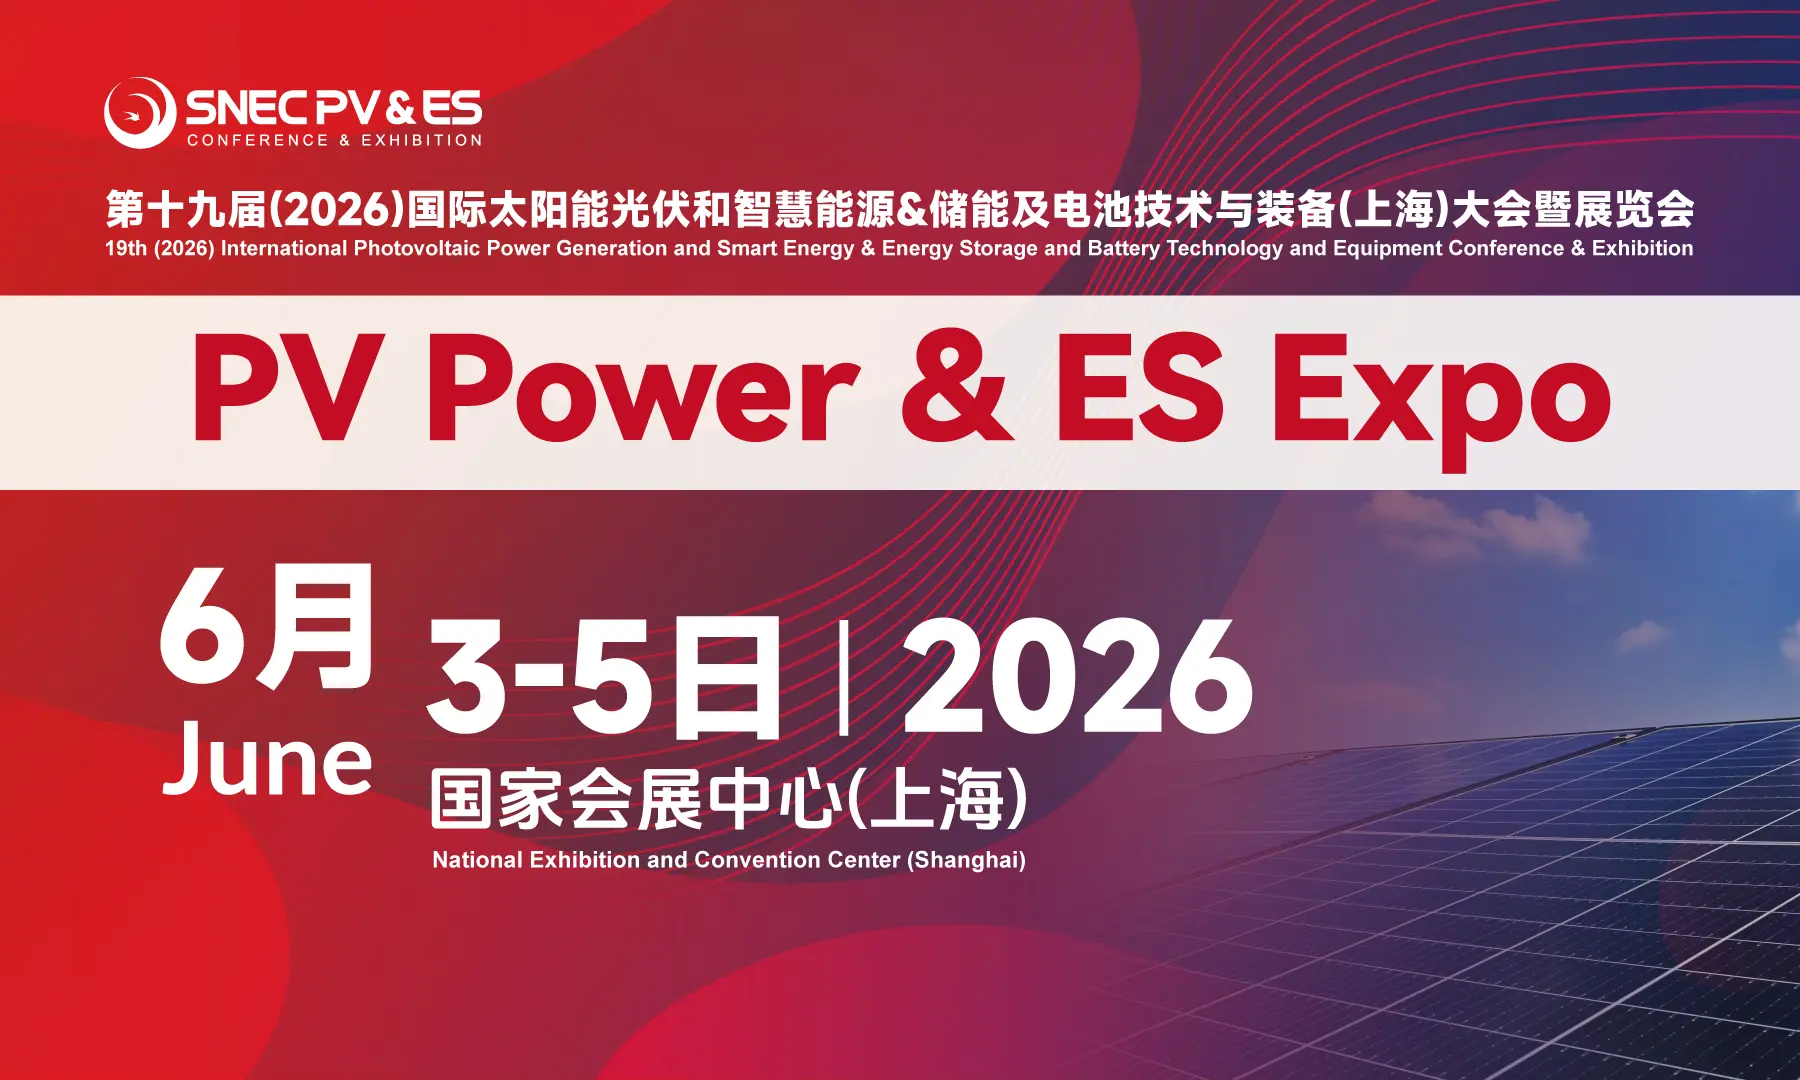 SNEC PV & ES
CONFERENCE & EXHIBITION
第十九届(2026)国际太阳能光伏和智慧能源&储能及电池技术与装备(上海)大会暨展览会
19th (2026) International Photovoltaic Power Generation and Smart Energy & Energy Storage and Battery Technology and Equipment Conference & Exhibition
PV Power & ES Expo
6月
June
3-5日 | 2026
国家会展中心(上海)
National Exhibition and Convention Center (Shanghai)